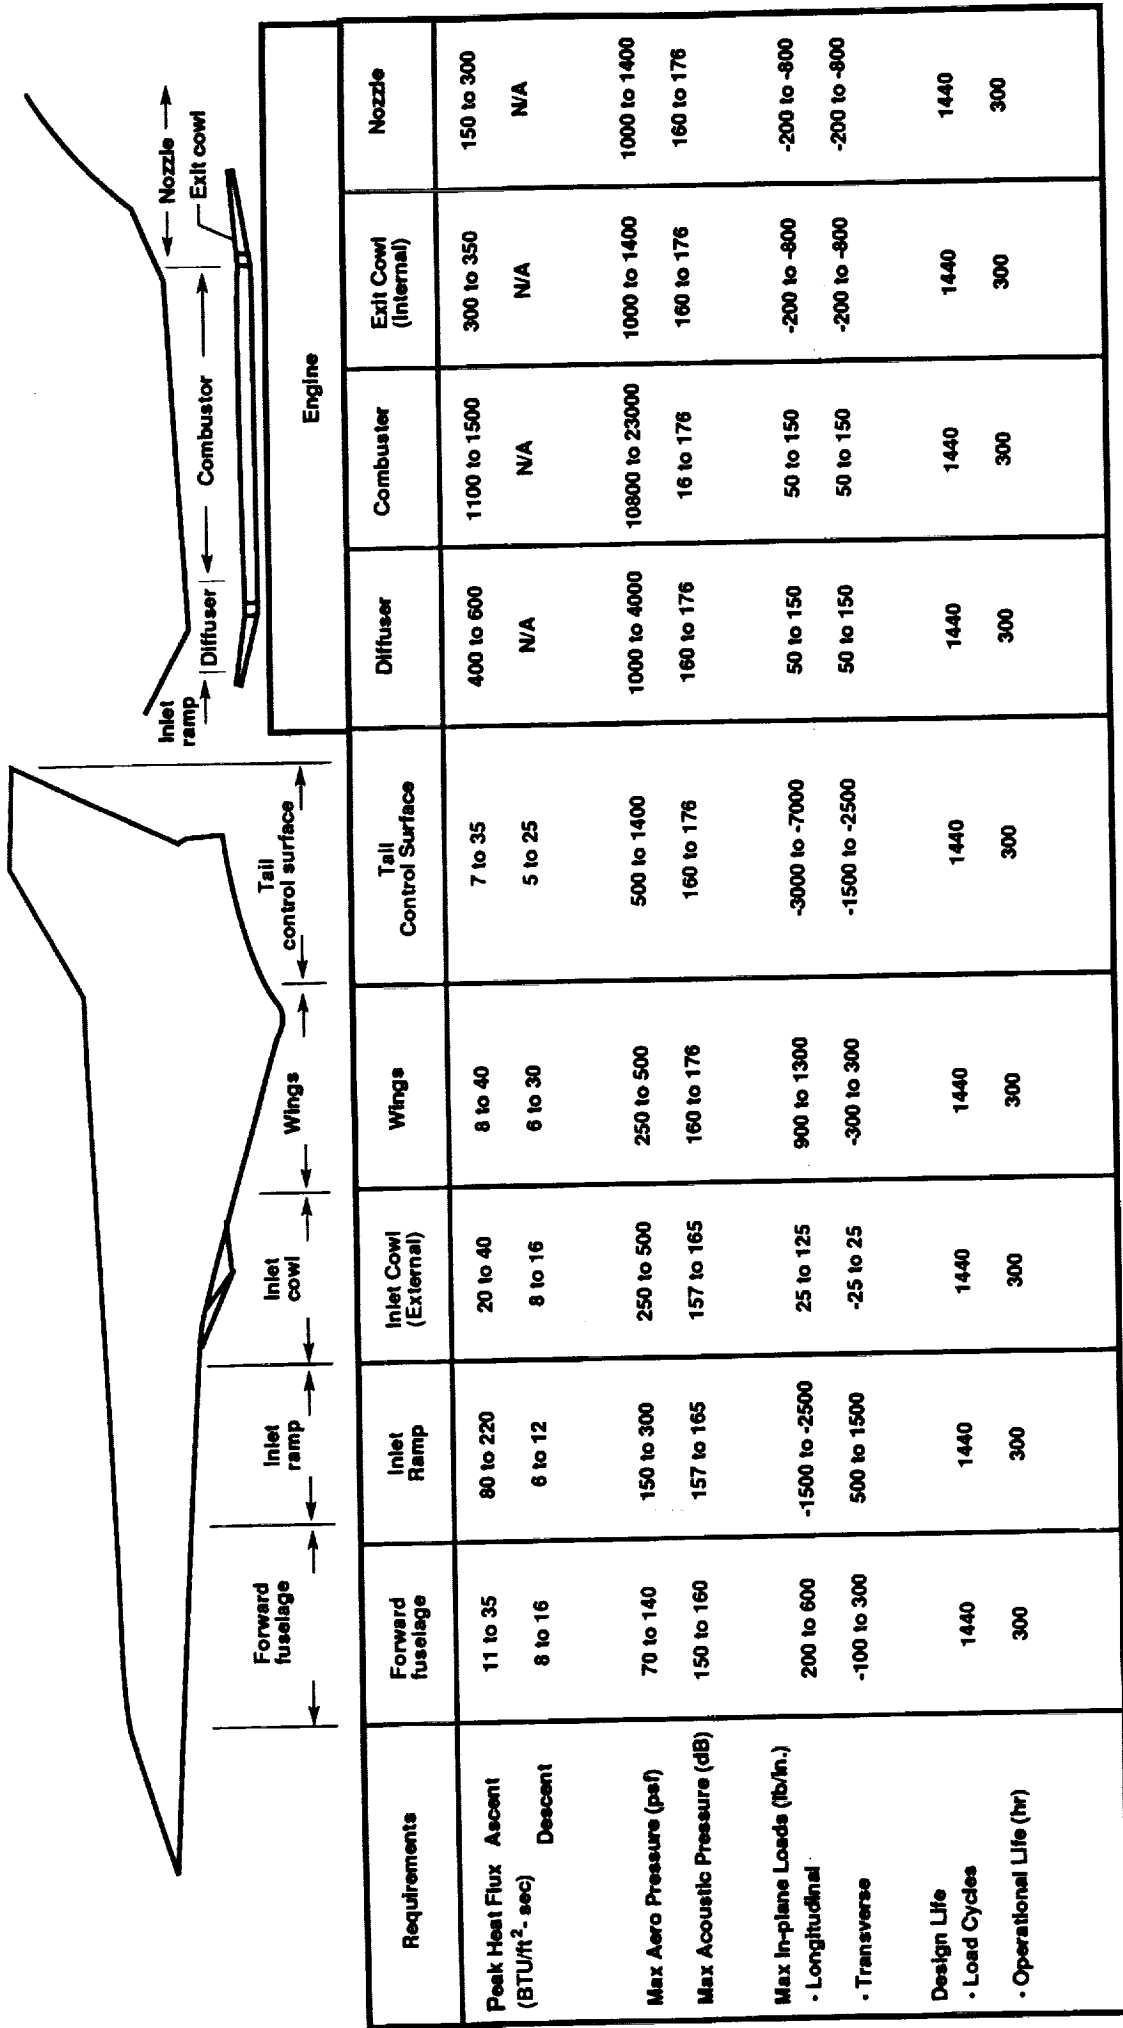 Forward
fuselage
Inlet
ramp
Inlet
cowl
Wings
Tail
control surface
Inlet
ramp
Diffuser
Combustor
Nozzle
Exit cowl
Engine
Requirements
Forward
fuselage
Inlet
Ramp
Inlet Cowl
(External)
Wings
Tail
Control Surface
Diffuser
Combuster
Exit Cowl
(Internal)
Nozzle
Peak Heat Flux Ascent 11 to 35 80 to 220 20 to 40 8 to 40 7 to 35 400 to 600 1100 to 1500 300 to 350 150 to 300
(BTU/ft²- sec)
Descent 8 to 16 6 to 12 8 to 16 6 to 30 5 to 25 N/A N/A N/A N/A
Max Aero Pressure (psf) 70 to 140 150 to 300 250 to 500 250 to 500 500 to 1400 1000 to 4000 10800 to 23000 1000 to 1400 1000 to 1400
Max Acoustic Pressure (dB) 150 to 160 157 to 165 157 to 165 160 to 176 160 to 176 160 to 176 16 to 176 160 to 176 160 to 176
Max In-plane Loads (lb/in.)
• Longitudinal 200 to 600 -1500 to -2500 25 to 125 900 to 1300 -3000 to -7000 50 to 150 50 to 150 -200 to -800 -200 to -800
• Transverse -100 to 300 500 to 1500 -25 to 25 -300 to 300 -1500 to -2500 50 to 150 50 to 150 -200 to -800 -200 to -800
Design Life
• Load Cycles 1440 1440 1440 1440 1440 1440 1440 1440 1440
• Operational Life (hr) 300 300 300 300 300 300 300 300 300